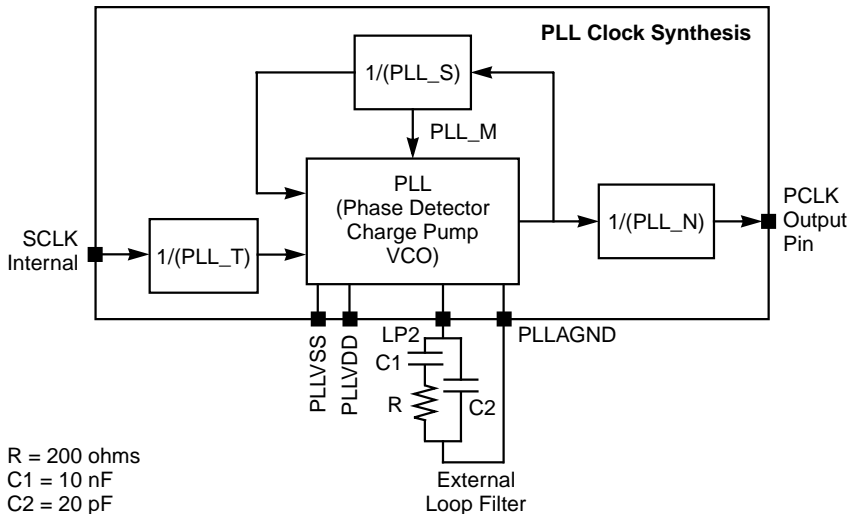 PLL Clock Synthesis
1/(PLL_S)
PLL_M
PLL
(Phase Detector
Charge Pump
VCO)
SCLK
Internal
1/(PLL_T)
1/(PLL_N)
PCLK
Output
Pin
PLLVSS
PLLVDD
LP2
PLLAGND
C1
R
C2
External
Loop Filter
R = 200 ohms
C1 = 10 nF
C2 = 20 pF